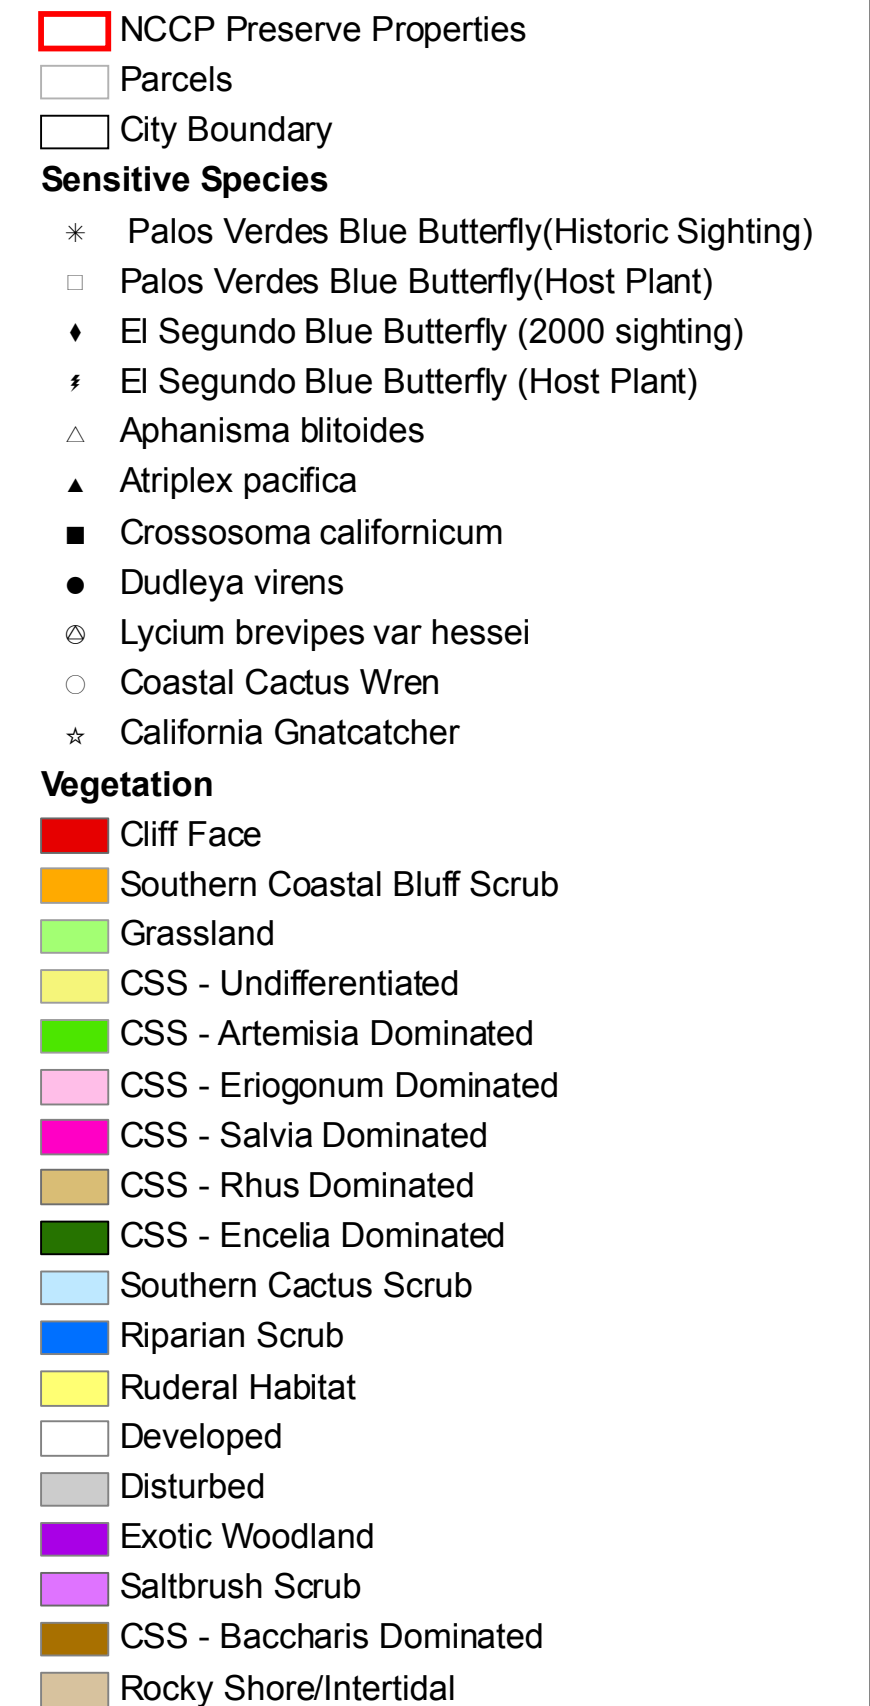 NCCP Preserve Properties
Parcels
City Boundary
Sensitive Species
Palos Verdes Blue Butterfly(Historic Sighting)
Palos Verdes Blue Butterfly(Host Plant)
El Segundo Blue Butterfly (2000 sighting)
El Segundo Blue Butterfly (Host Plant)
Aphanisma blitoides
Atriplex pacifica
Crossosoma californicum
Dudleya virens
Lycium brevipes var hessei
Coastal Cactus Wren
California Gnatcatcher
Vegetation
Cliff Face
Southern Coastal Bluff Scrub
Grassland
CSS - Undifferentiated
CSS - Artemisia Dominated
CSS - Eriogonum Dominated
CSS - Salvia Dominated
CSS - Rhus Dominated
CSS - Encelia Dominated
Southern Cactus Scrub
Riparian Scrub
Ruderal Habitat
Developed
Disturbed
Exotic Woodland
Saltbrush Scrub
CSS - Baccharis Dominated
Rocky Shore/Intertidal